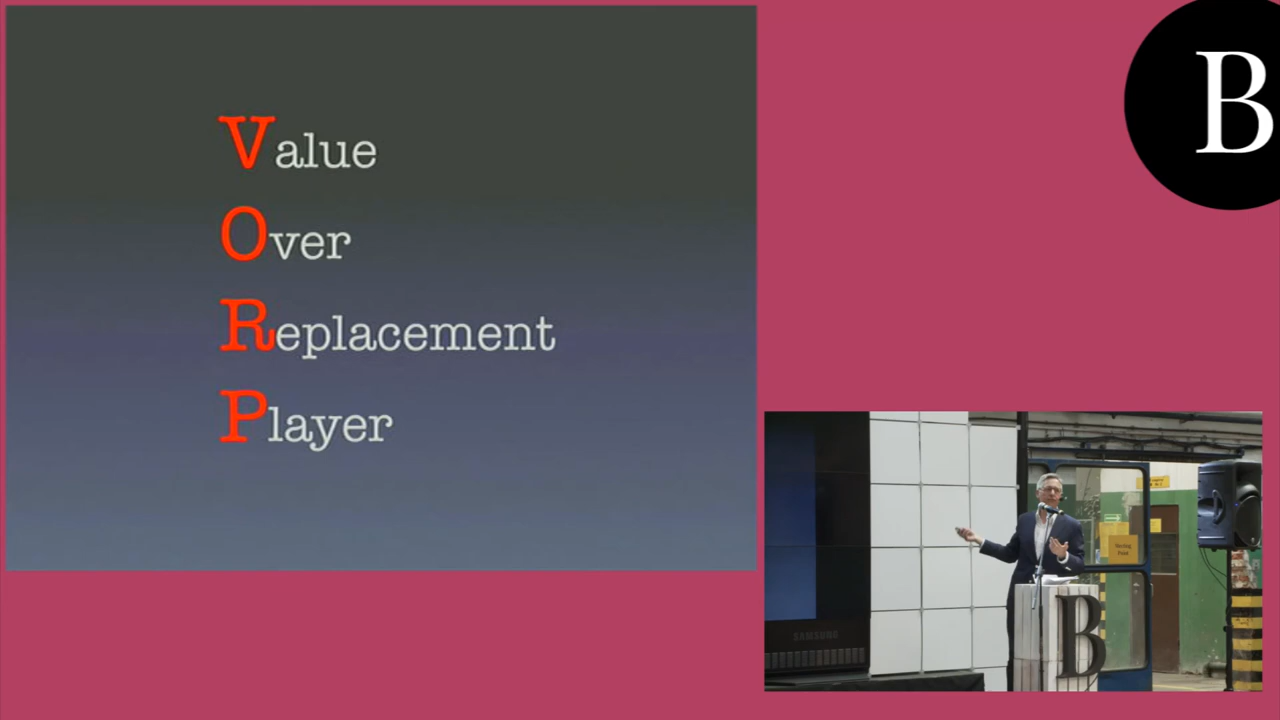 Value
Over
Replacement
Player
B
SAMSUNG
B